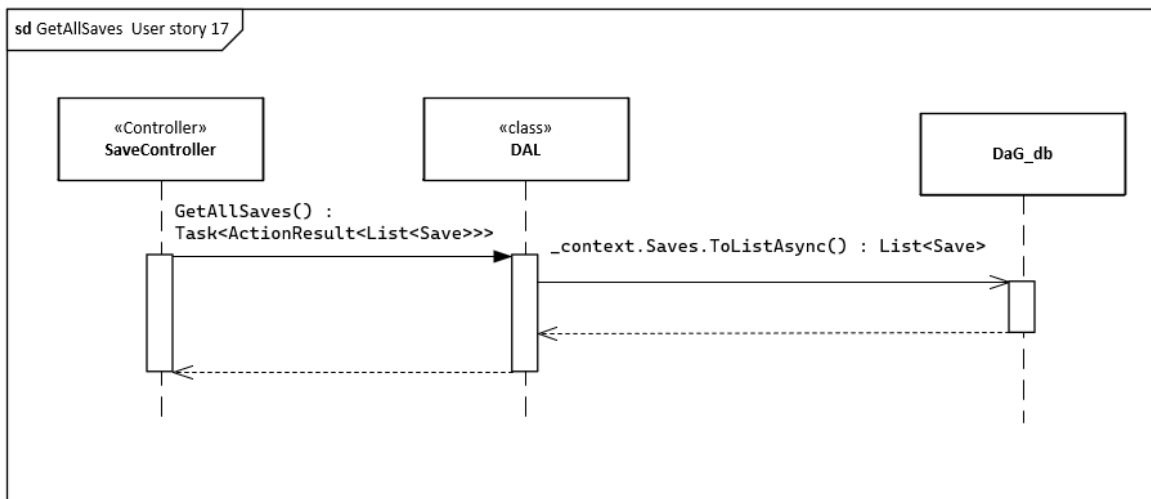 sd GetAllSaves  User story 17
«Controller»
SaveController
«class»
DAL
DaG_db
GetAllSaves() :
Task<ActionResult<List<Save>>>
_context.Saves.ToListAsync() : List<Save>